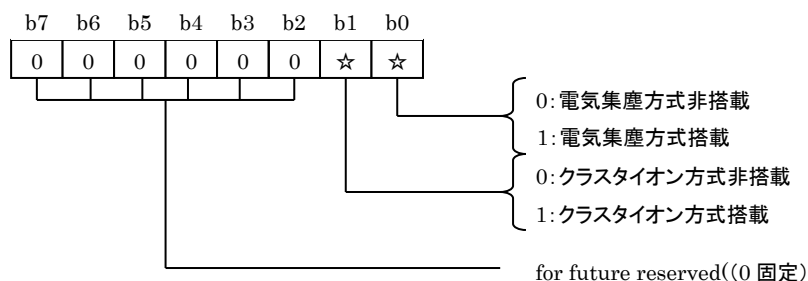 b7 b6 b5 b4 b3 b2 b1 b0
0 0 0 0 0 0 ☆ ☆
0:電気集塵方式非搭載
1:電気集塵方式搭載
0:クラスタイオン方式非搭載
1:クラスタイオン方式搭載
for future reserved((0 固定)